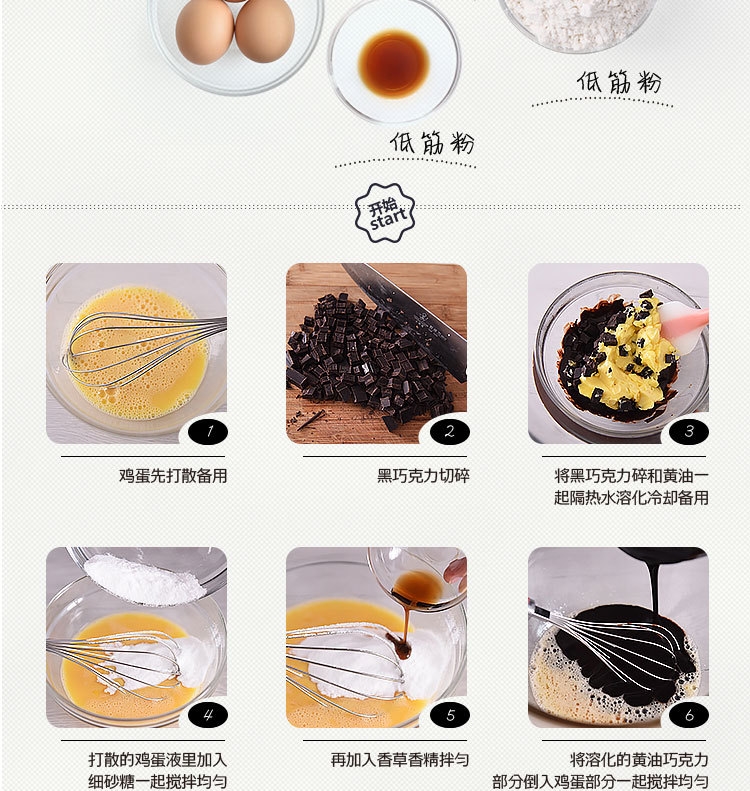 低筋粉
低筋粉
开始
start
1
2
3
鸡蛋先打散备用
黑巧克力切碎
将黑巧克力碎和黄油一
起隔热水溶化冷却备用
4
5
6
打散的鸡蛋液里加入
细砂糖一起搅拌均匀
再加入香草香精拌匀
将溶化的黄油巧克力
部分倒入鸡蛋部分一起搅拌均匀